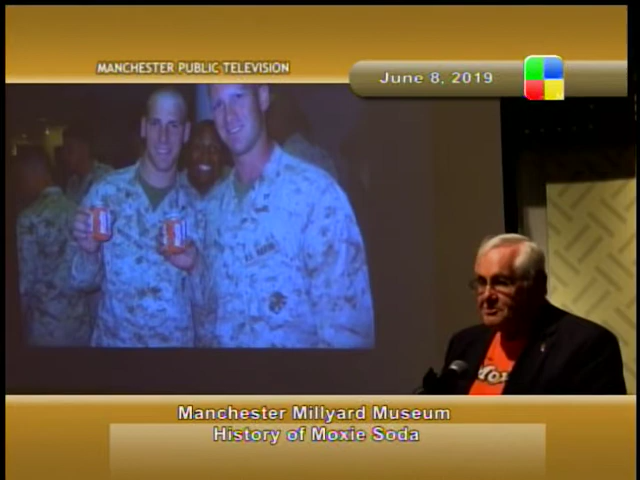 MANCHESTER PUBLIC TELEVISION
June 8, 2019
Manchester Millyard Museum
History of Moxie Soda